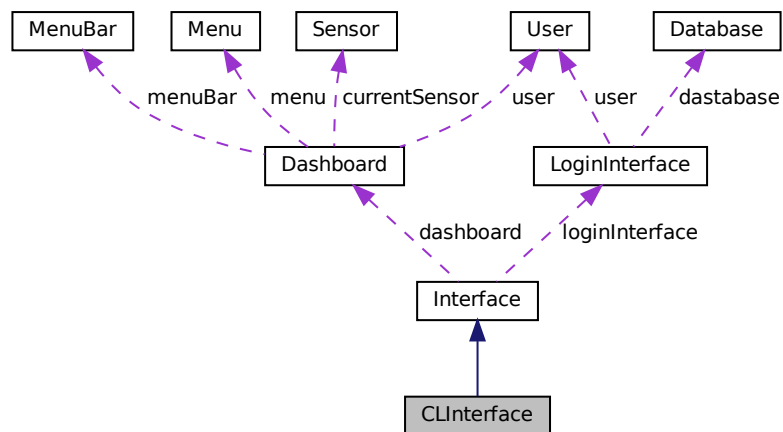 MenuBar
Menu
Sensor
User
Database
menuBar
menu
currentSensor
user
user
dastabase
Dashboard
LoginInterface
dashboard
loginInterface
Interface
CLInterface